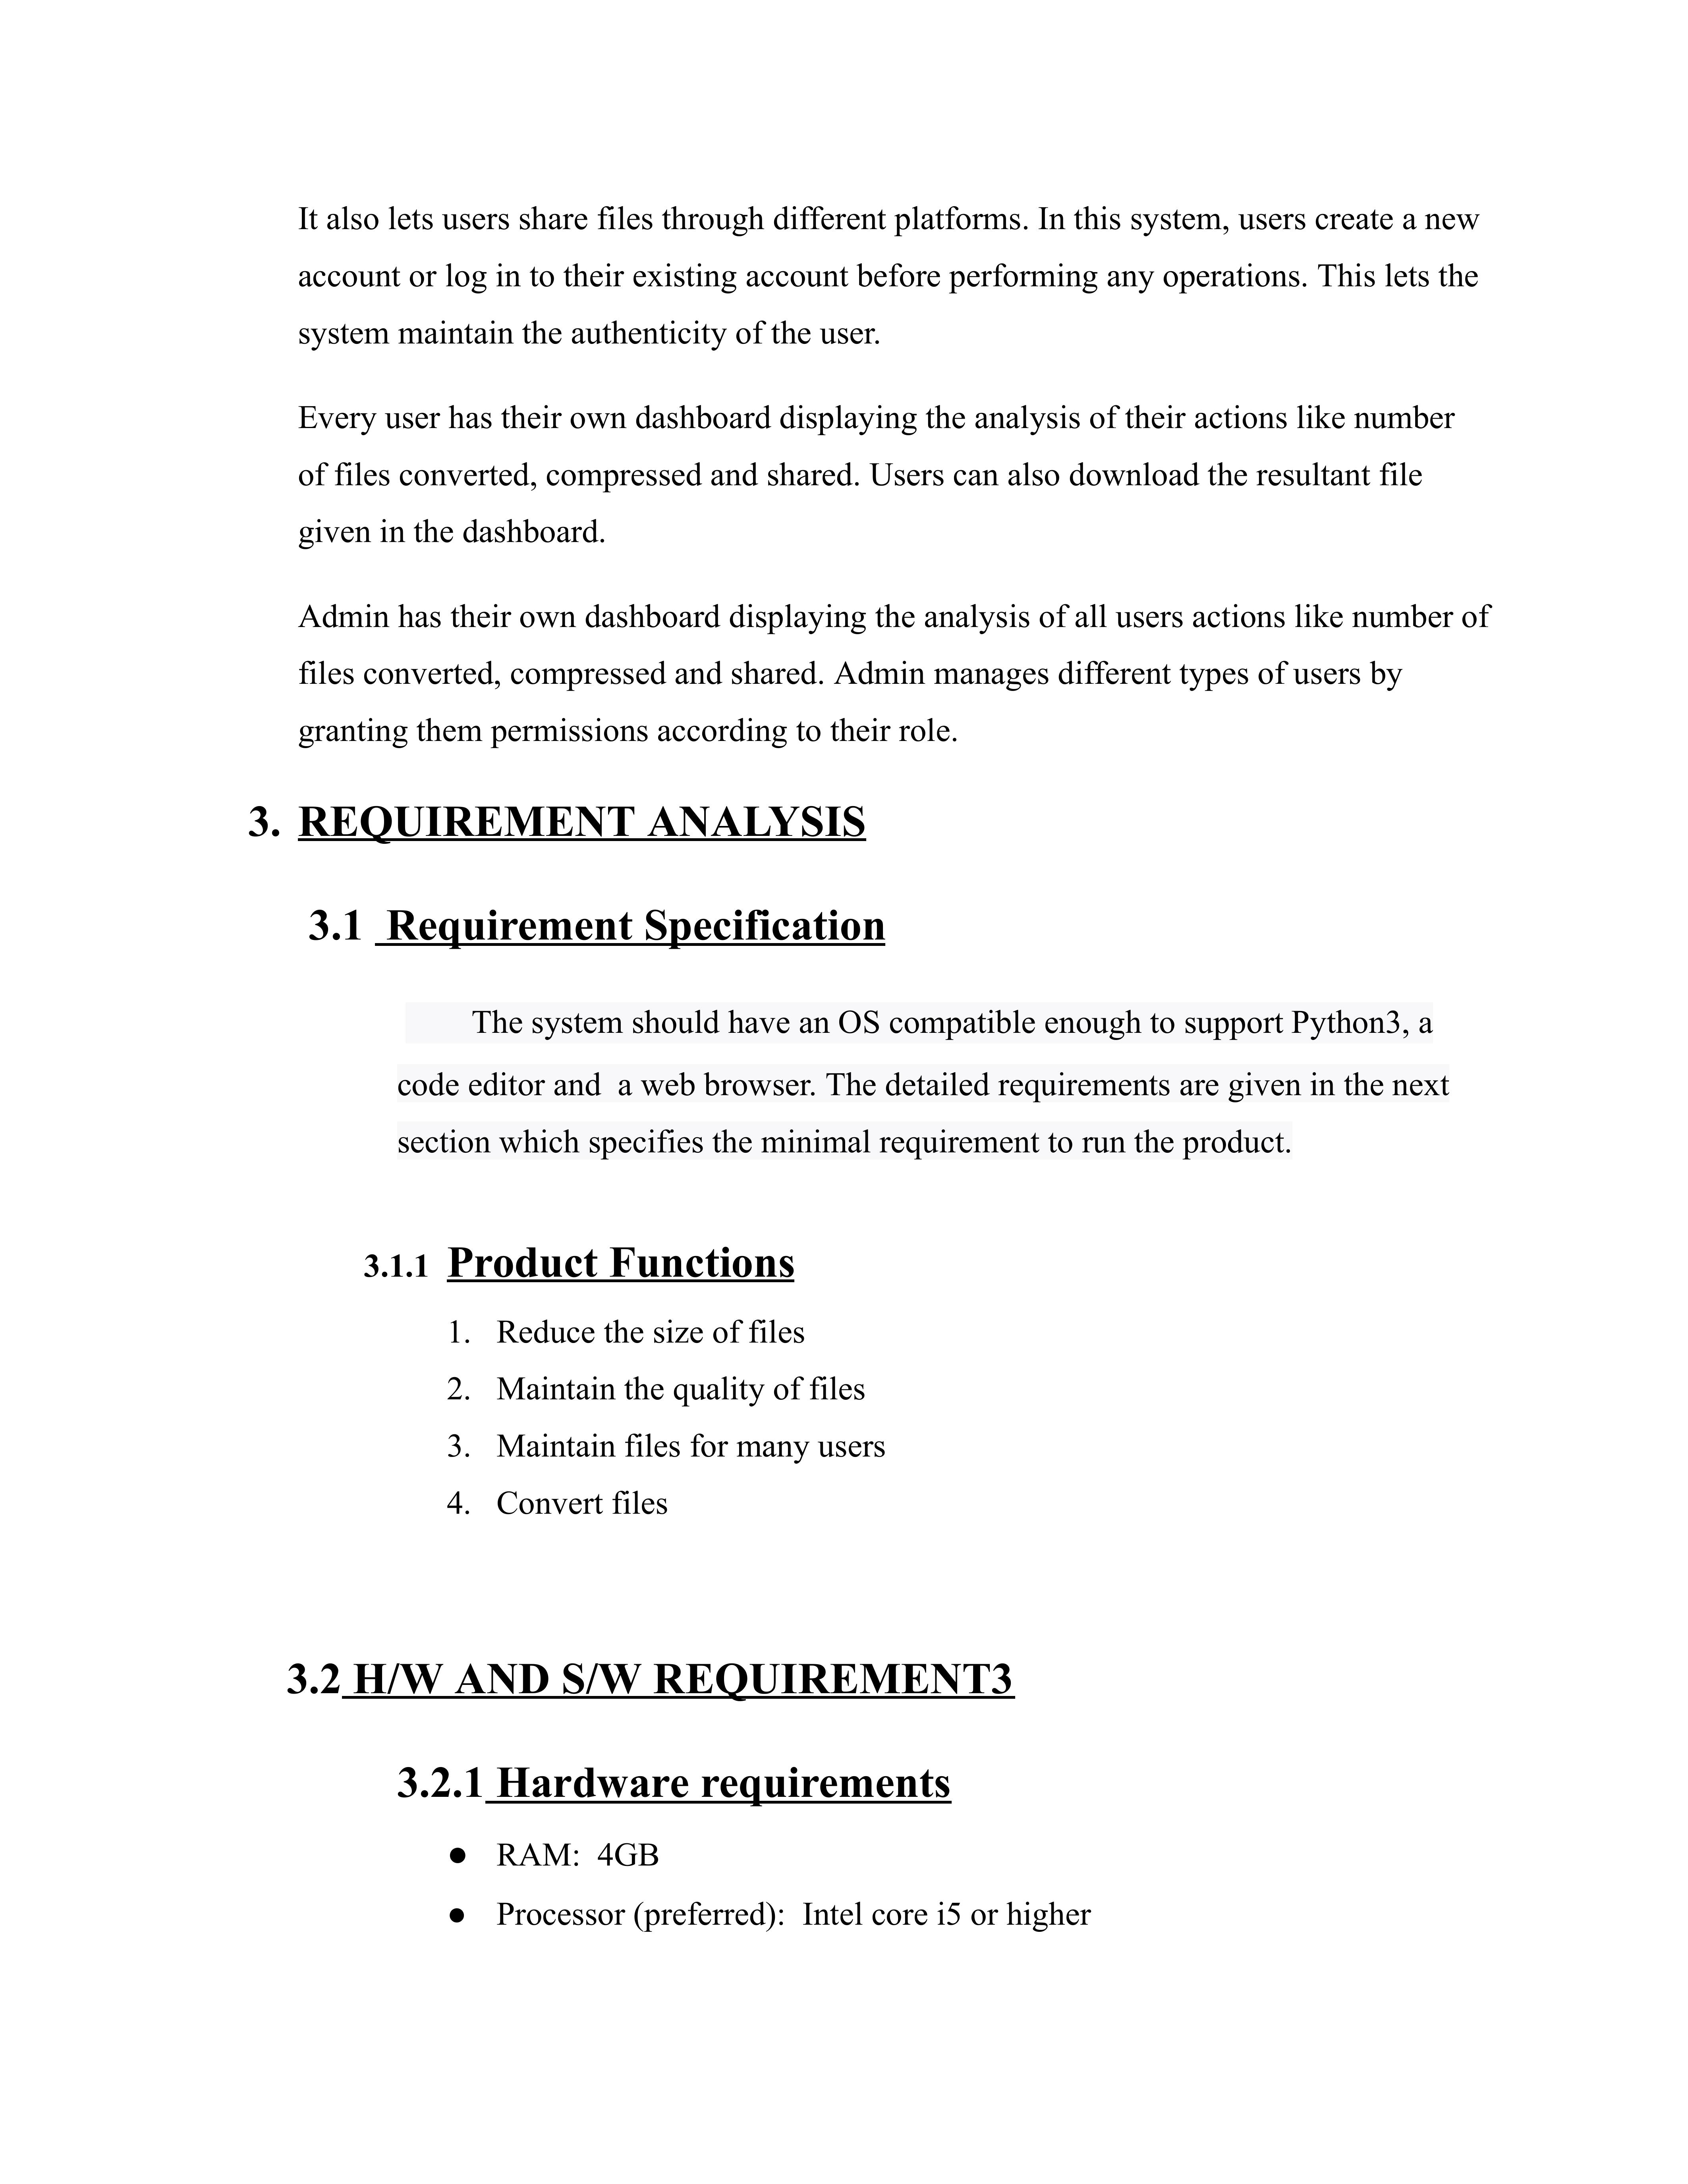 It also lets users share files through different platforms. In this system, users create a new
account or log in to their existing account before performing any operations. This lets the
system maintain the authenticity of the user.
Every user has their own dashboard displaying the analysis of their actions like number
of files converted, compressed and shared. Users can also download the resultant file
given in the dashboard.
Admin has their own dashboard displaying the analysis of all users actions like number of
files converted, compressed and shared. Admin manages different types of users by
granting them permissions according to their role.
3. REQUIREMENT ANALYSIS
3.1 Requirement Specification
The system should have an OS compatible enough to support Python3, a
code editor and  a web browser. The detailed requirements are given in the next
section which specifies the minimal requirement to run the product.
3.1.1 Product Functions
1. Reduce the size of files
2. Maintain the quality of files
3. Maintain files for many users
4. Convert files
3.2 H/W AND S/W REQUIREMENT3
3.2.1 Hardware requirements
● RAM:  4GB
● Processor (preferred):  Intel core i5 or higher